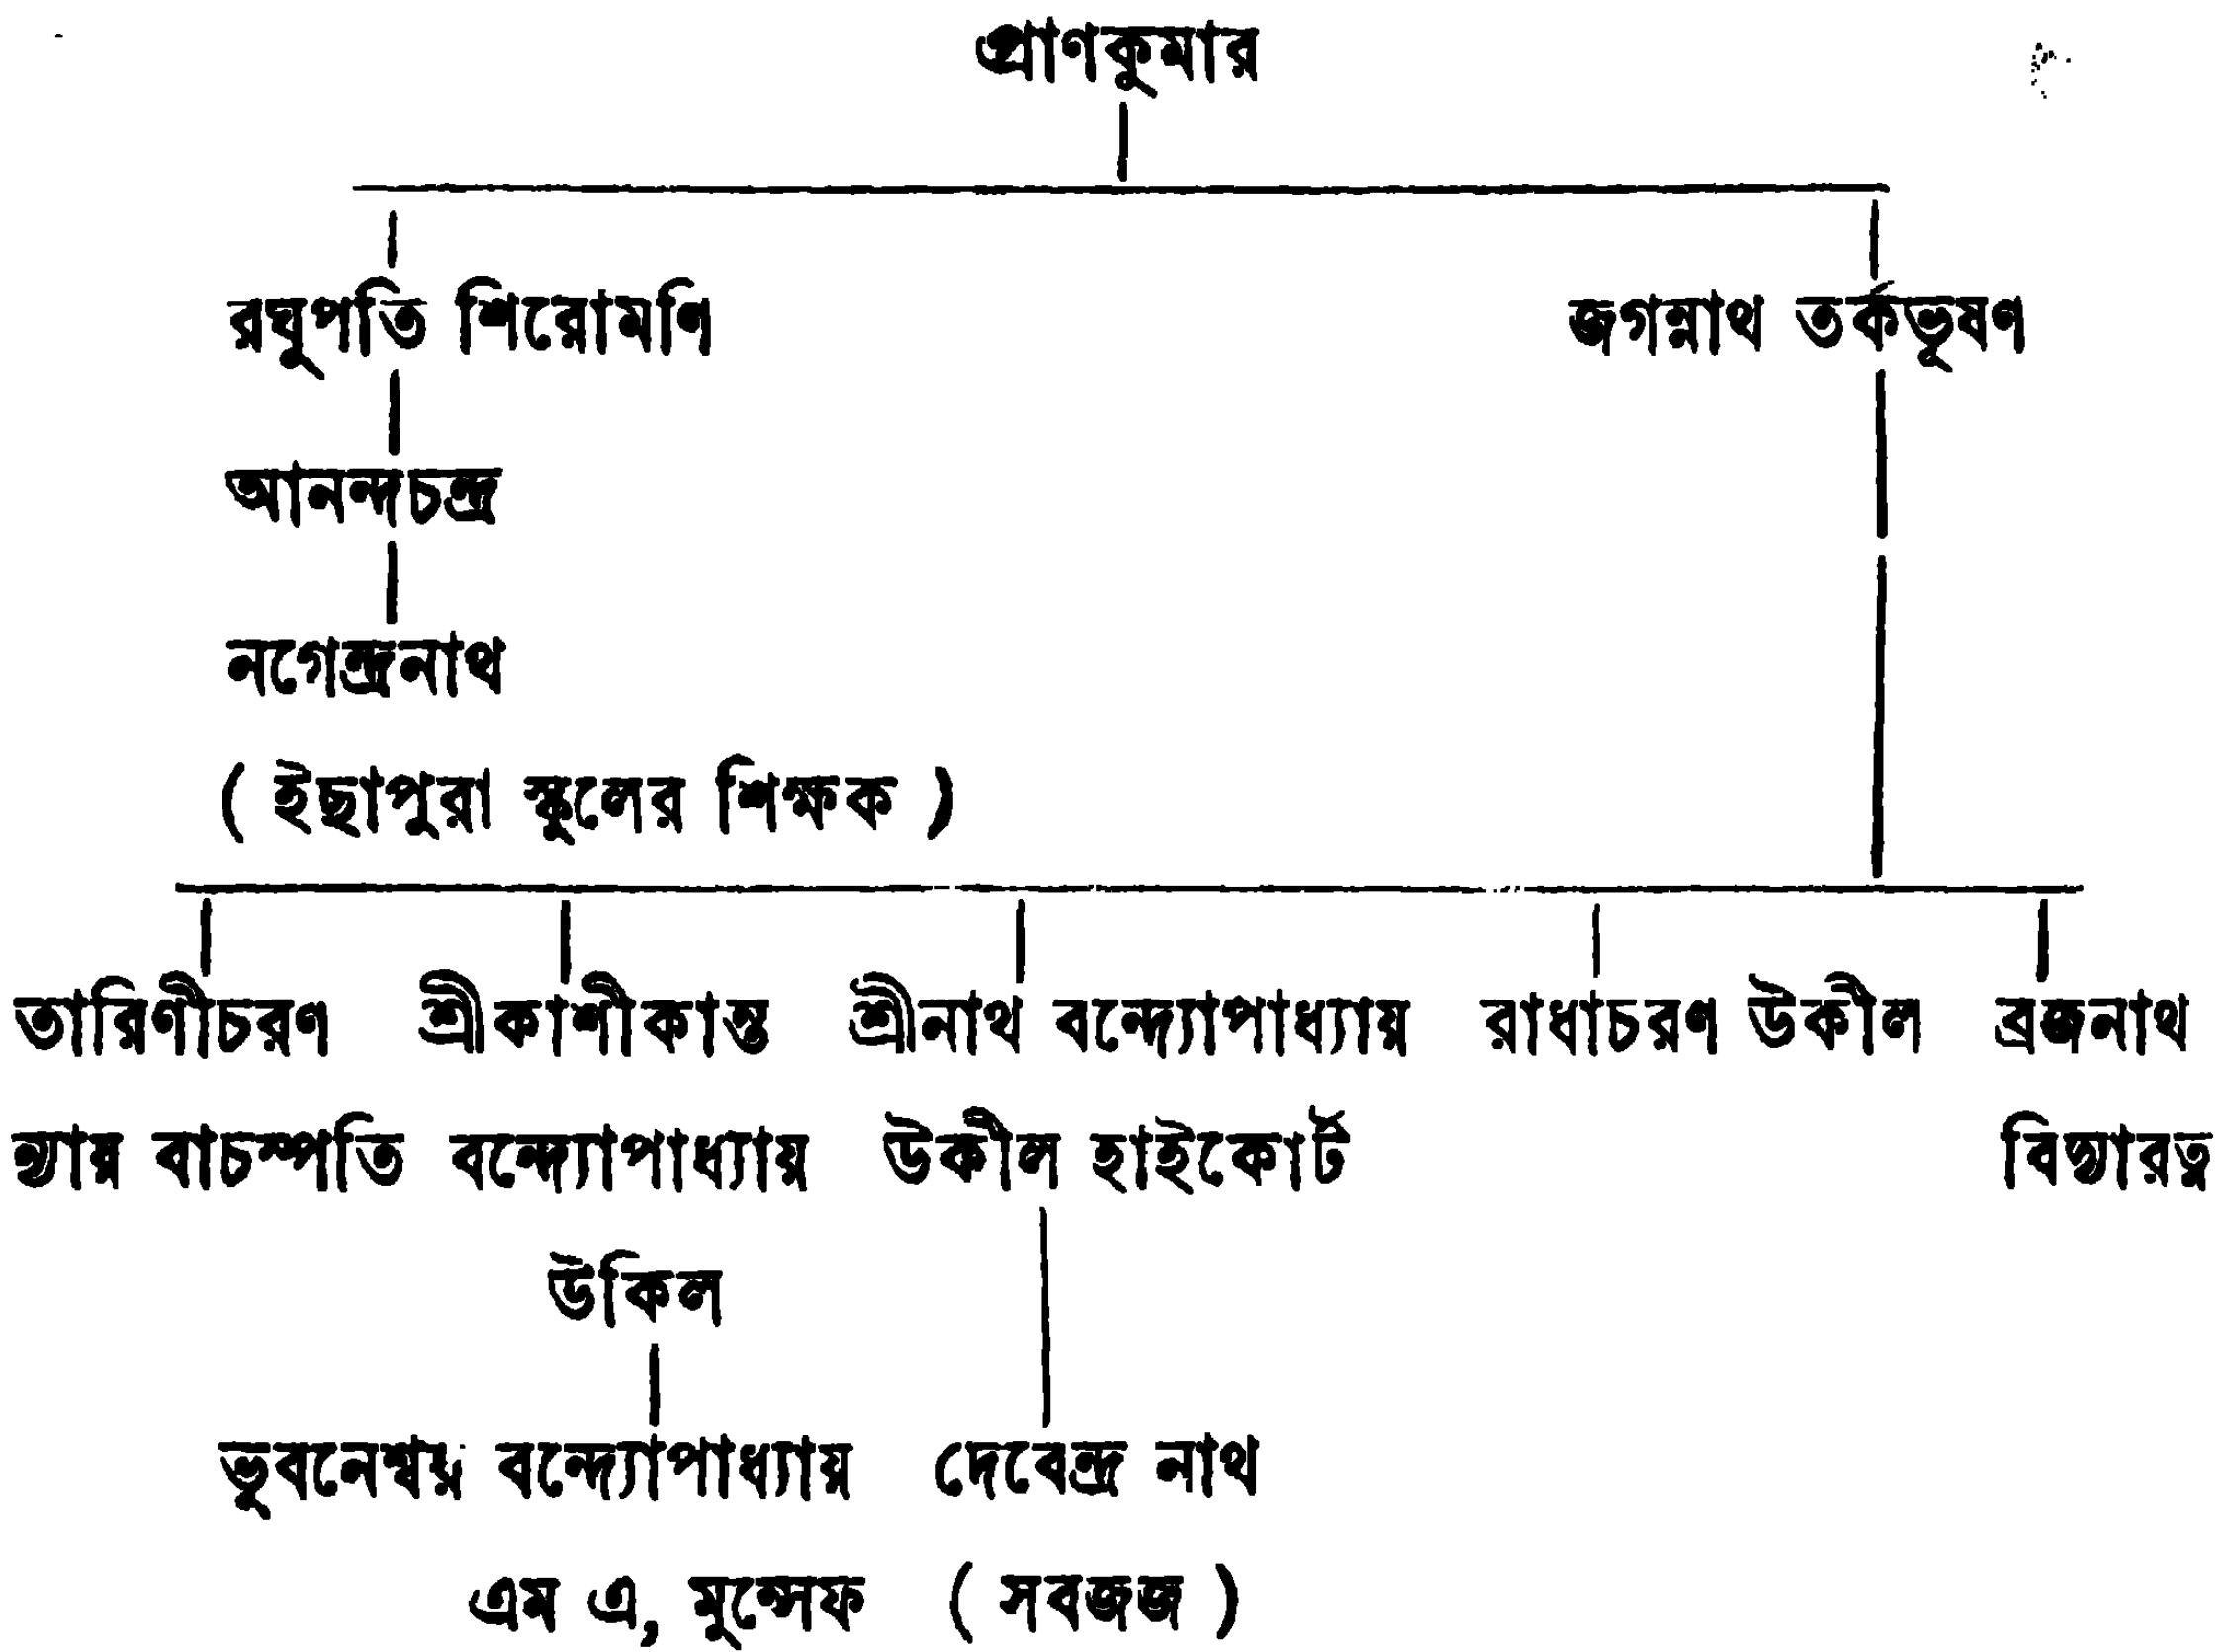 প্রাণকুমার
রঘুপতি শিরোমণি জগন্নাথ তর্কভূষণ
আনন্দচন্দ্র
নগেন্দ্রনাথ
( ইছাপুরা স্কুলের শিক্ষক )
তারিণীচরণ শ্রীকাশীকান্ত শ্রীনাথ বন্দ্যোপাধ্যায় রাধাচরণ উকীল ব্রজনাথ
ন্যায় বাচস্পতি বন্দ্যোপাধ্যায় উকীল হাইকোর্ট বিদ্যারত্ন
উকিল
ভুবনেশ্বর বন্দ্যোপাধ্যায় দেবেন্দ্র নাথ
এম এ, মুন্সেফ ( সবজজ )